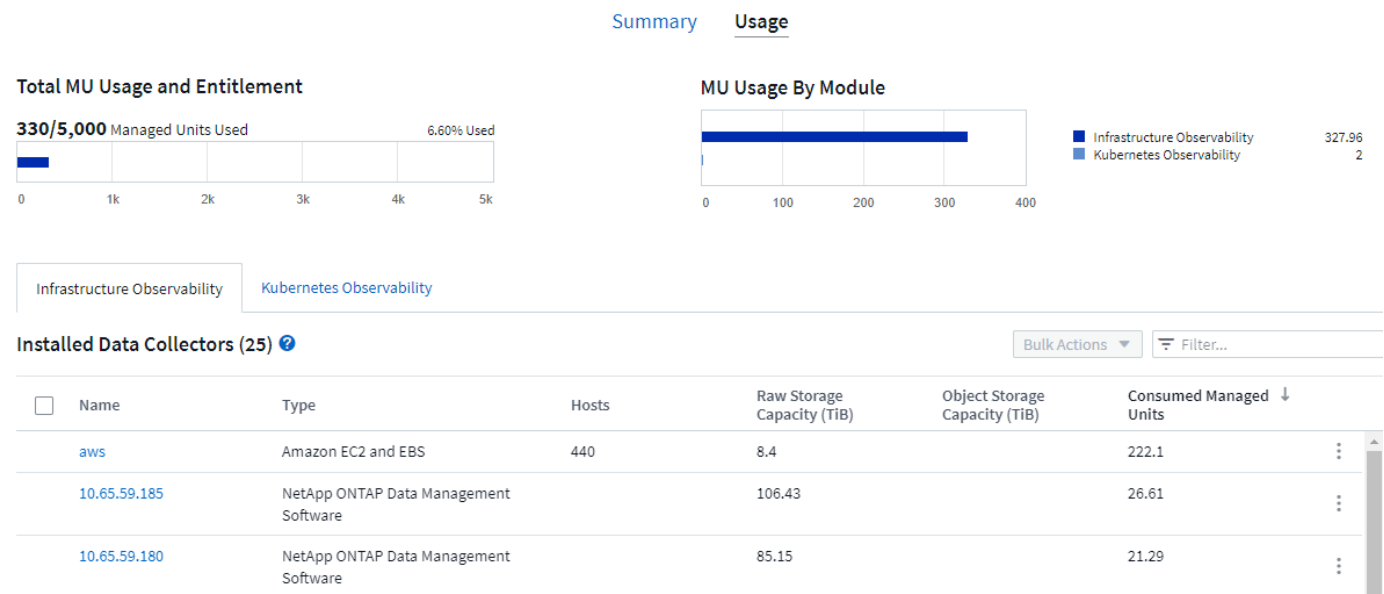 Summary Usage
Total MU Usage and Entitlement
330/5,000 Managed Units Used 6.60% Used
0 1k 2k 3k 4k 5k
MU Usage By Module
0 100 200 300 400
Infrastructure Observability 327.96
Kubernetes Observability 2
Infrastructure Observability Kubernetes Observability
Installed Data Collectors (25) ? Bulk Actions Filter...
Name Type Hosts Raw Storage Capacity (TiB) Object Storage Capacity (TiB) Consumed Managed Units
aws Amazon EC2 and EBS 440 8.4 222.1
10.65.59.185 NetApp ONTAP Data Management Software 106.43 26.61
10.65.59.180 NetApp ONTAP Data Management Software 85.15 21.29